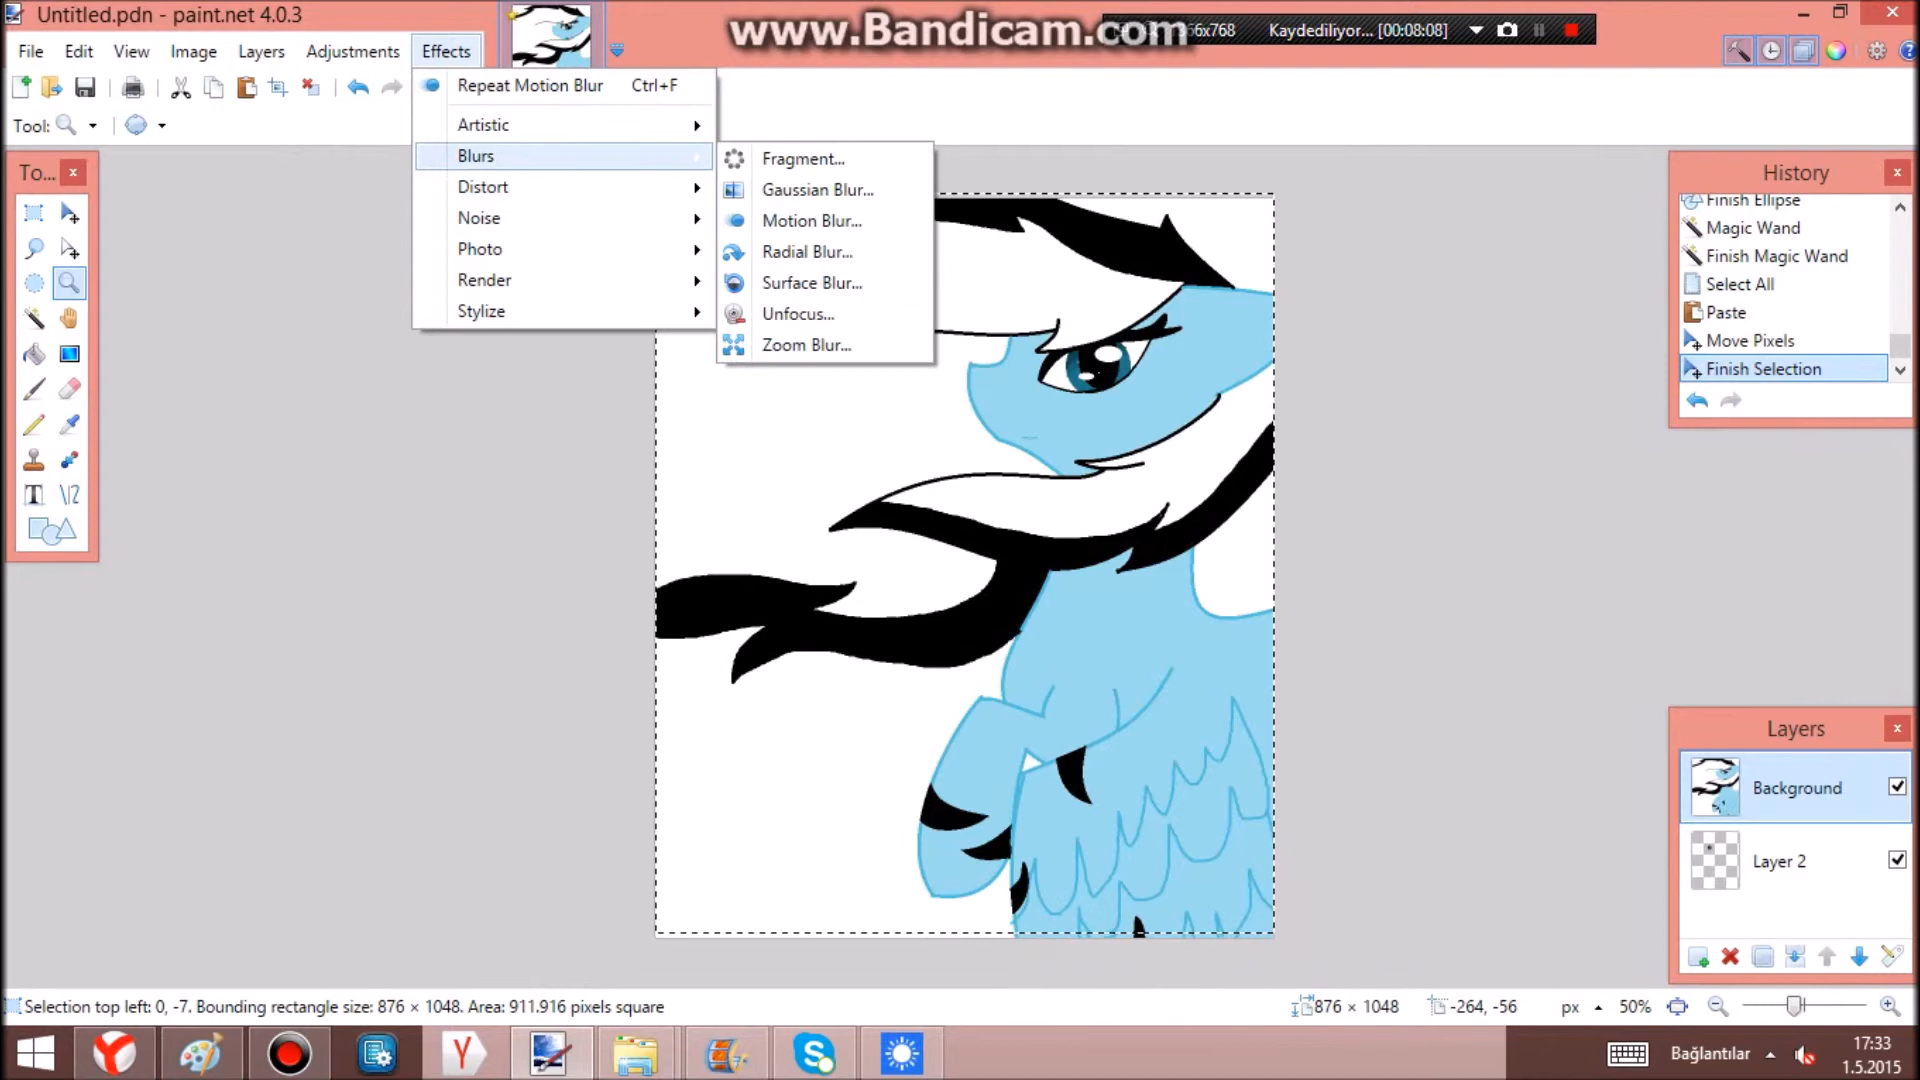 Untitled.pdn - paint.net 4.0.3
www.Bandicam.com
66x768
Kaydediliyor... [00:08:08]
File Edit View Image Layers Adjustments Effects
Repeat Motion Blur Ctrl+F
Tool:
Artistic
Blurs
Distort
Noise
Photo
Render
Stylize
Fragment...
Gaussian Blur...
Motion Blur...
Radial Blur...
Surface Blur...
Unfocus...
Zoom Blur...
To...
History
Finish Ellipse
Magic Wand
Finish Magic Wand
Select All
Paste
Move Pixels
Finish Selection
Layers
Background
Layer 2
Selection top left: 0, -7. Bounding rectangle size: 876 × 1048. Area: 911.916 pixels square
876 × 1048
-264, -56
px
50%
Bağlantılar
17:33
1.5.2015